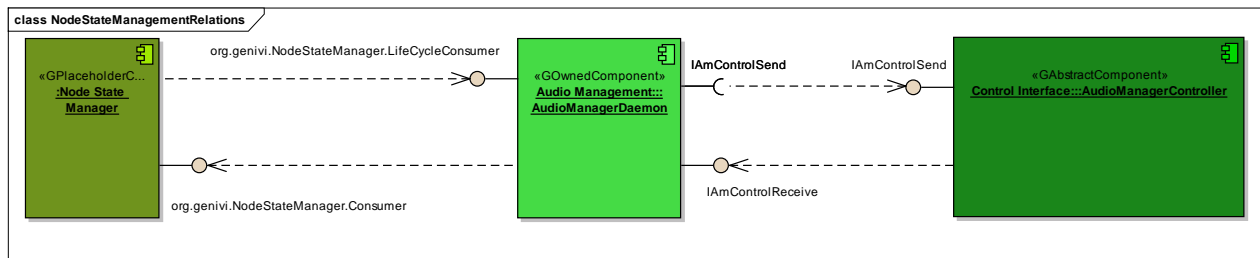 class NodeStateManagementRelations
org.genivi.NodeStateManager.LifeCycleConsumer
«GPlaceholderC...
:Node State
Manager
«GOwnedComponent»
Audio Management:::
AudioManagerDaemon
IAmControlSend
IAmControlSend
«GAbstractComponent»
Control Interface:::AudioManagerController
org.genivi.NodeStateManager.Consumer
IAmControlReceive